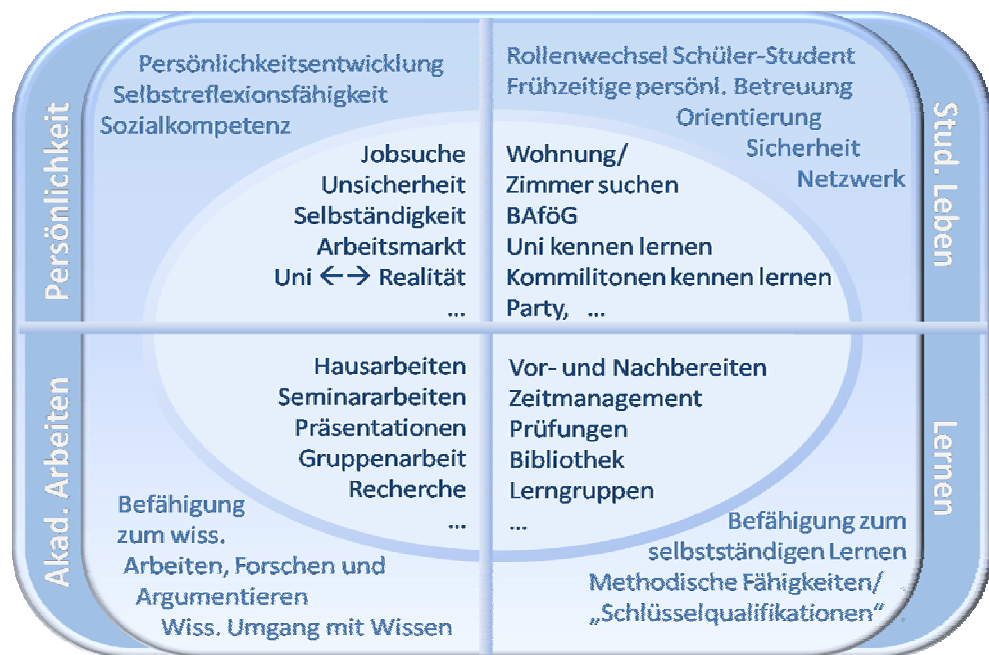 Persönlichkeit
Persönlichkeitsentwicklung
Selbstreflexionsfähigkeit
Sozialkompetenz
Jobsuche
Unsicherheit
Selbständigkeit
Arbeitsmarkt
Uni ←→ Realität
...
Stud. Leben
Rollenwechsel Schüler-Student
Frühzeitige persönl. Betreuung
Orientierung
Sicherheit
Netzwerk
Wohnung/
Zimmer suchen
BAföG
Uni kennen lernen
Kommilitonen kennen lernen
Party, ...
Akad. Arbeiten
Hausarbeiten
Seminararbeiten
Präsentationen
Gruppenarbeit
Recherche
...
Befähigung
zum wiss.
Arbeiten, Forschen und
Argumentieren
Wiss. Umgang mit Wissen
Lernen
Vor- und Nachbereiten
Zeitmanagement
Prüfungen
Bibliothek
Lerngruppen
...
Befähigung zum
selbstständigen Lernen
Methodische Fähigkeiten/
„Schlüsselqualifikationen“